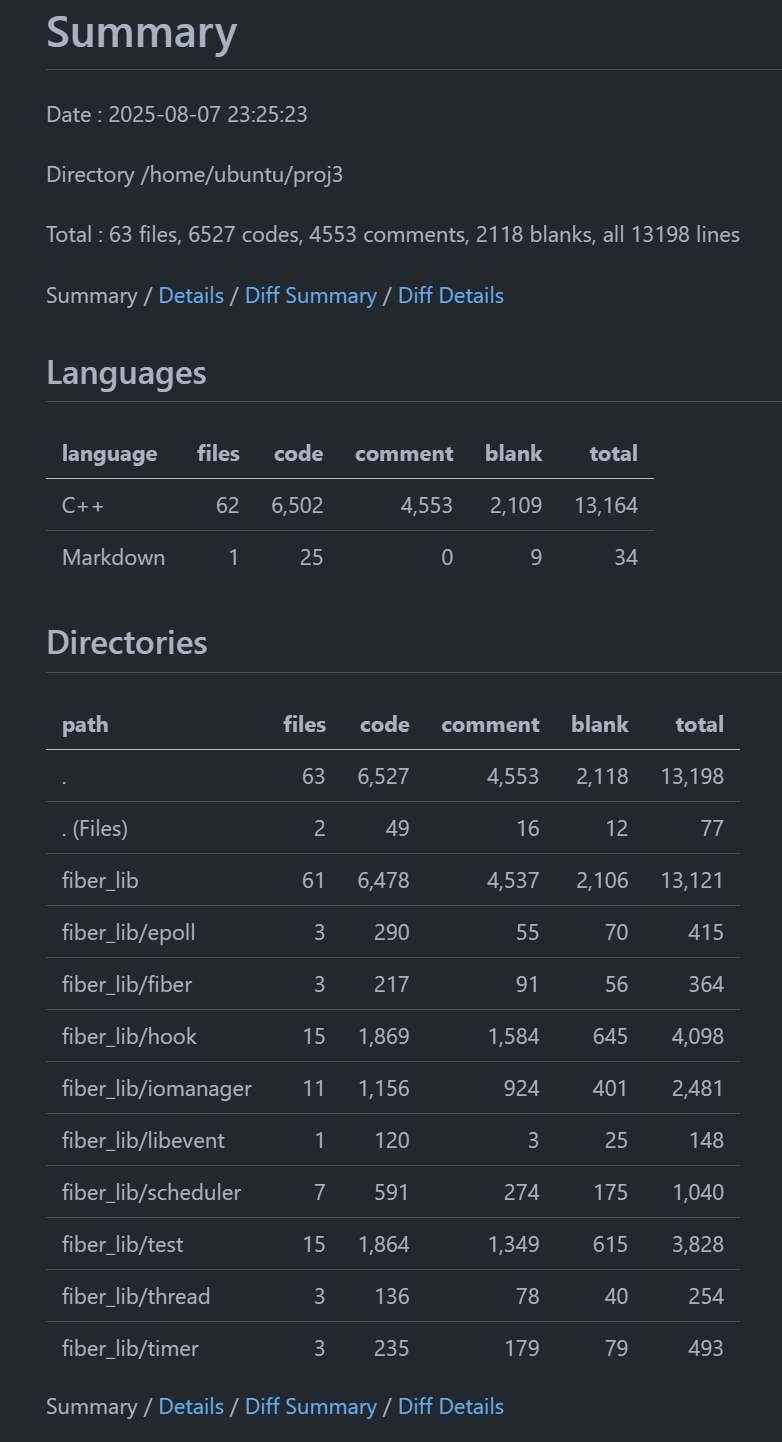 Summary
Date : 2025-08-07 23:25:23
Directory /home/ubuntu/proj3
Total : 63 files, 6527 codes, 4553 comments, 2118 blanks, all 13198 lines
Summary / Details / Diff Summary / Diff Details
Languages
language files code comment blank total
C++ 62 6,502 4,553 2,109 13,164
Markdown 1 25 0 9 34
Directories
path files code comment blank total
. 63 6,527 4,553 2,118 13,198
. (Files) 2 49 16 12 77
fiber_lib 61 6,478 4,537 2,106 13,121
fiber_lib/epoll 3 290 55 70 415
fiber_lib/fiber 3 217 91 56 364
fiber_lib/hook 15 1,869 1,584 645 4,098
fiber_lib/iomanager 11 1,156 924 401 2,481
fiber_lib/libevent 1 120 3 25 148
fiber_lib/scheduler 7 591 274 175 1,040
fiber_lib/test 15 1,864 1,349 615 3,828
fiber_lib/thread 3 136 78 40 254
fiber_lib/timer 3 235 179 79 493
Summary / Details / Diff Summary / Diff Details